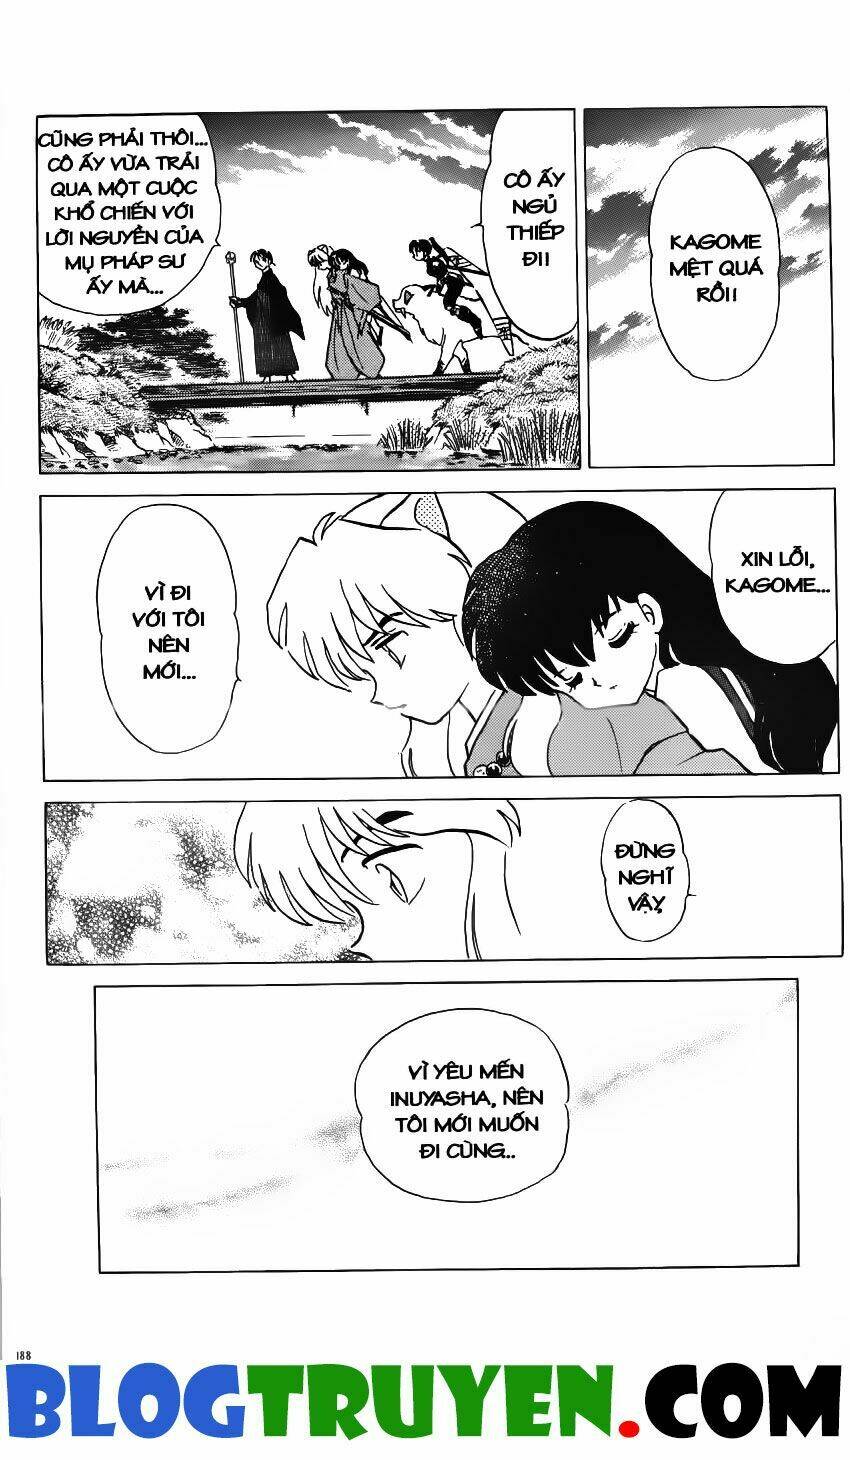 KAGOME
MỆT QUÁ
RỒI!
CÔ ẤY
NGỦ
THIẾP
ĐI!
CŨNG PHẢI THÔI...
CÔ ẤY VỪA TRẢI
QUA MỘT CUỘC
KHỔ CHIẾN VỚI
LỜI NGUYỀN CỦA
MỤ PHÁP SƯ
ẤY MÀ...
XIN LỖI,
KAGOME...
VÌ ĐI
VỚI TÔI
NÊN
MỚI...
ĐỪNG
NGHĨ
VẬY,
VÌ YÊU MẾN
INUYASHA, NÊN
TÔI MỚI MUỐN
ĐI CÙNG...
188
BLOGTRUYEN.COM